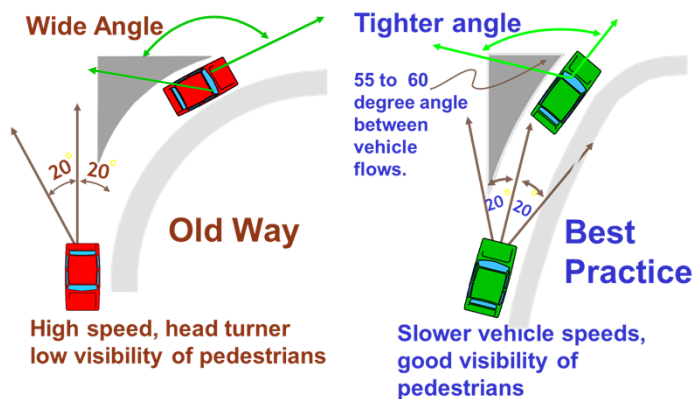 Wide Angle
20° 20°
Old Way
High speed, head turner
low visibility of pedestrians
Tighter angle
55 to 60
degree angle
between
vehicle
flows.
20° 20°
Best
Practice
Slower vehicle speeds,
good visibility of
pedestrians